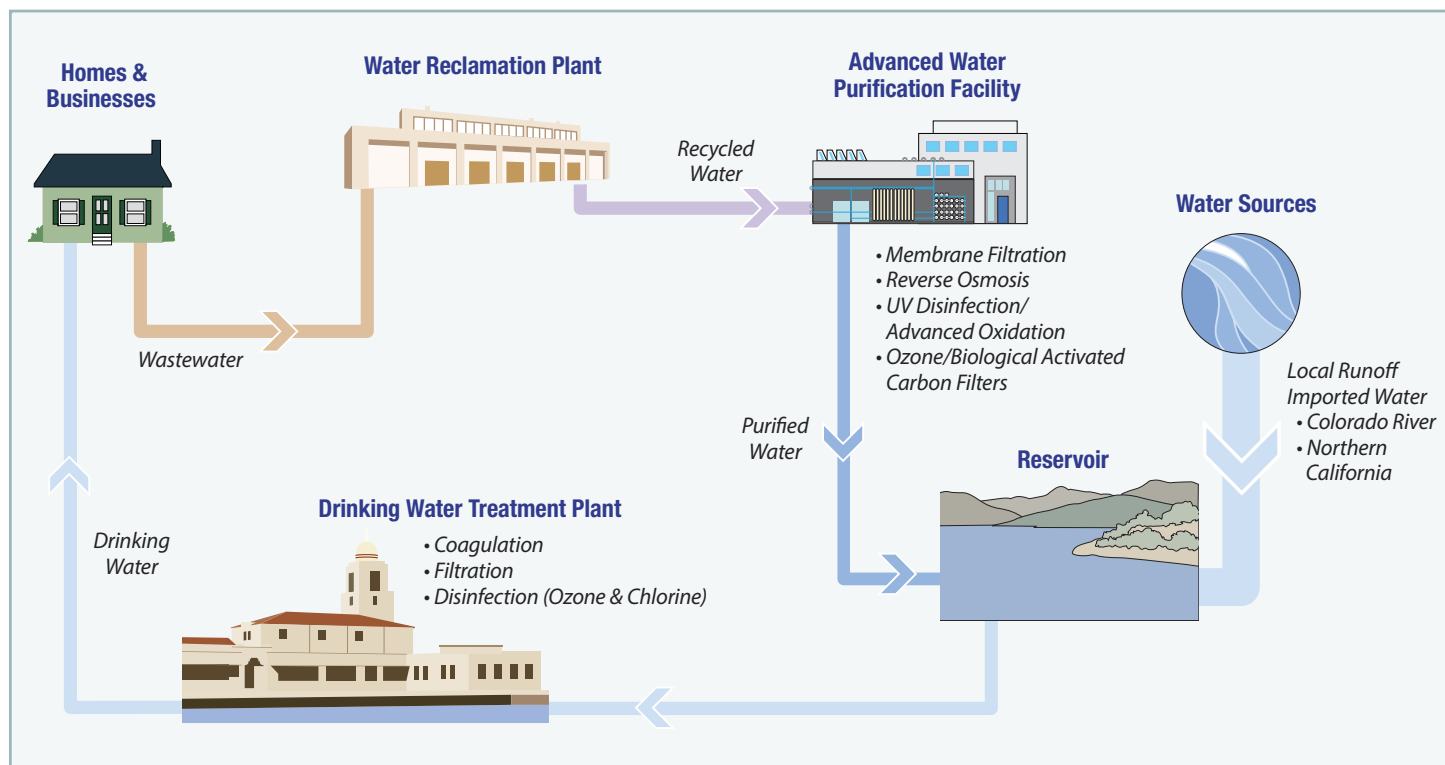 Homes &
Businesses
Water Reclamation Plant
Advanced Water
Purification Facility
Recycled
Water
Water Sources
• Membrane Filtration
• Reverse Osmosis
• UV Disinfection/
Advanced Oxidation
• Ozone/Biological Activated
Carbon Filters
Wastewater
Local Runoff
Imported Water
• Colorado River
• Northern
California
Purified
Water
Reservoir
Drinking Water Treatment Plant
• Coagulation
• Filtration
• Disinfection (Ozone & Chlorine)
Drinking
Water